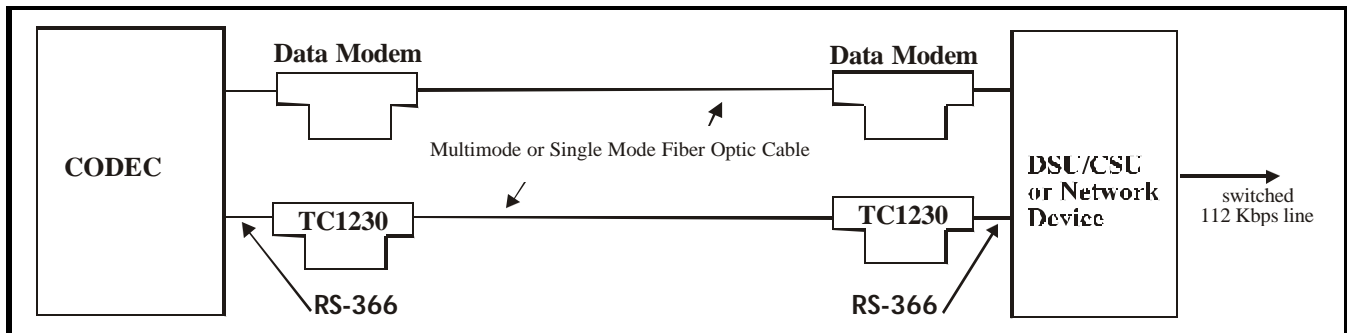 Data Modem
Data Modem
Multimode or Single Mode Fiber Optic Cable
CODEC
DSU/CSU
or Network
Device
switched
112 Kbps line
TC1230
TC1230
RS-366
RS-366